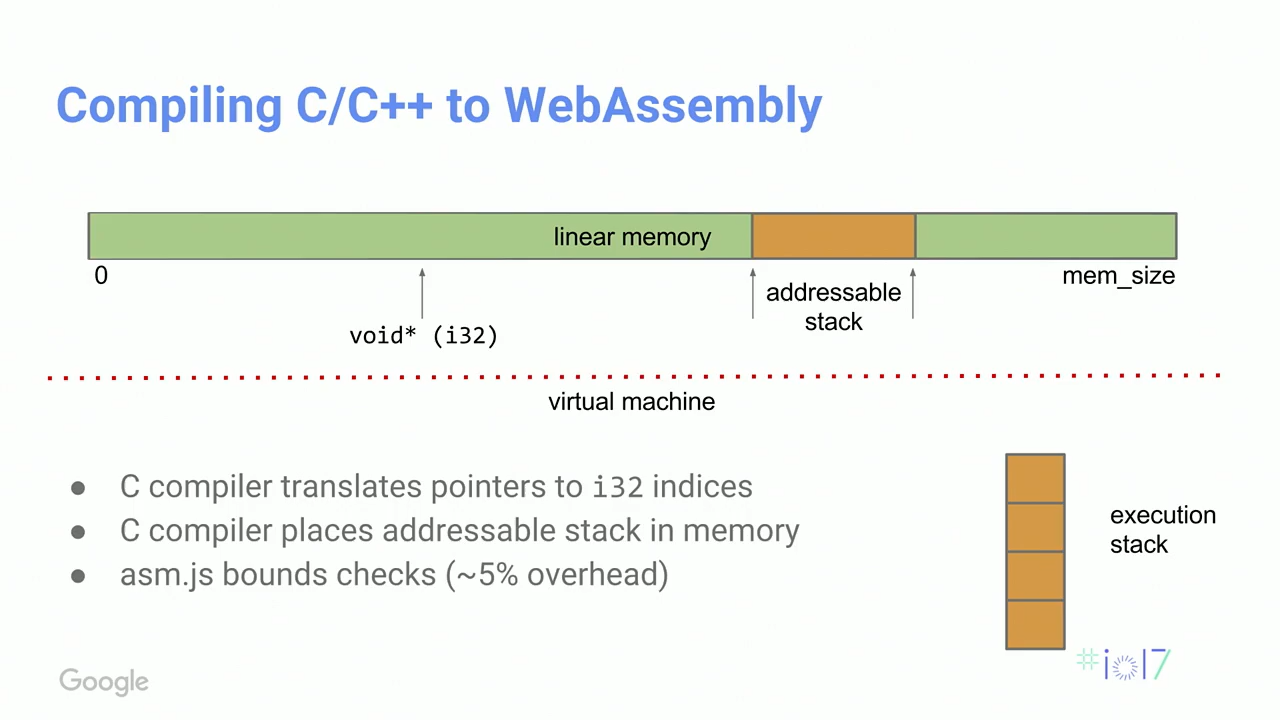 Compiling C/C++ to WebAssembly
linear memory
0
mem_size
addressable
stack
void* (i32)
virtual machine
● C compiler translates pointers to i32 indices
● C compiler places addressable stack in memory
● asm.js bounds checks (~5% overhead)
execution
stack
Google
#io17